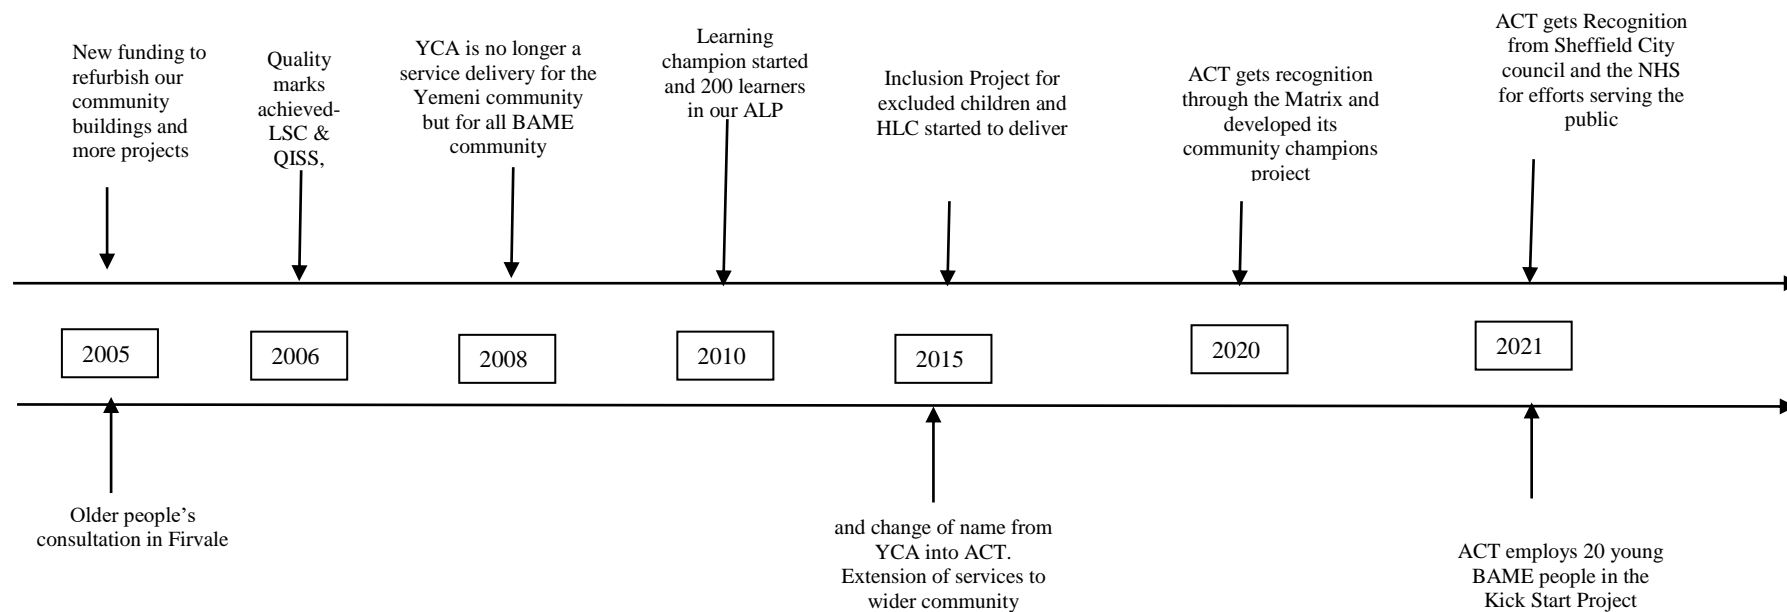 New funding to
refurbish our
community
buildings and
more projects
Quality
marks
achieved-
LSC &
QISS,
YCA is no longer a
service delivery for the
Yemeni community
but for all BAME
community
Learning
champion started
and 200 learners
in our ALP
Inclusion Project for
excluded children and
HLC started to deliver
ACT gets recognition
through the Matrix and
developed its
community champions
project
ACT gets Recognition
from Sheffield City
council and the NHS
for efforts serving the
public
2005
2006
2008
2010
2015
2020
2021
Older people’s
consultation in Firvale
and change of name from
YCA into ACT.
Extension of services to
wider community
ACT employs 20 young
BAME people in the
Kick Start Project